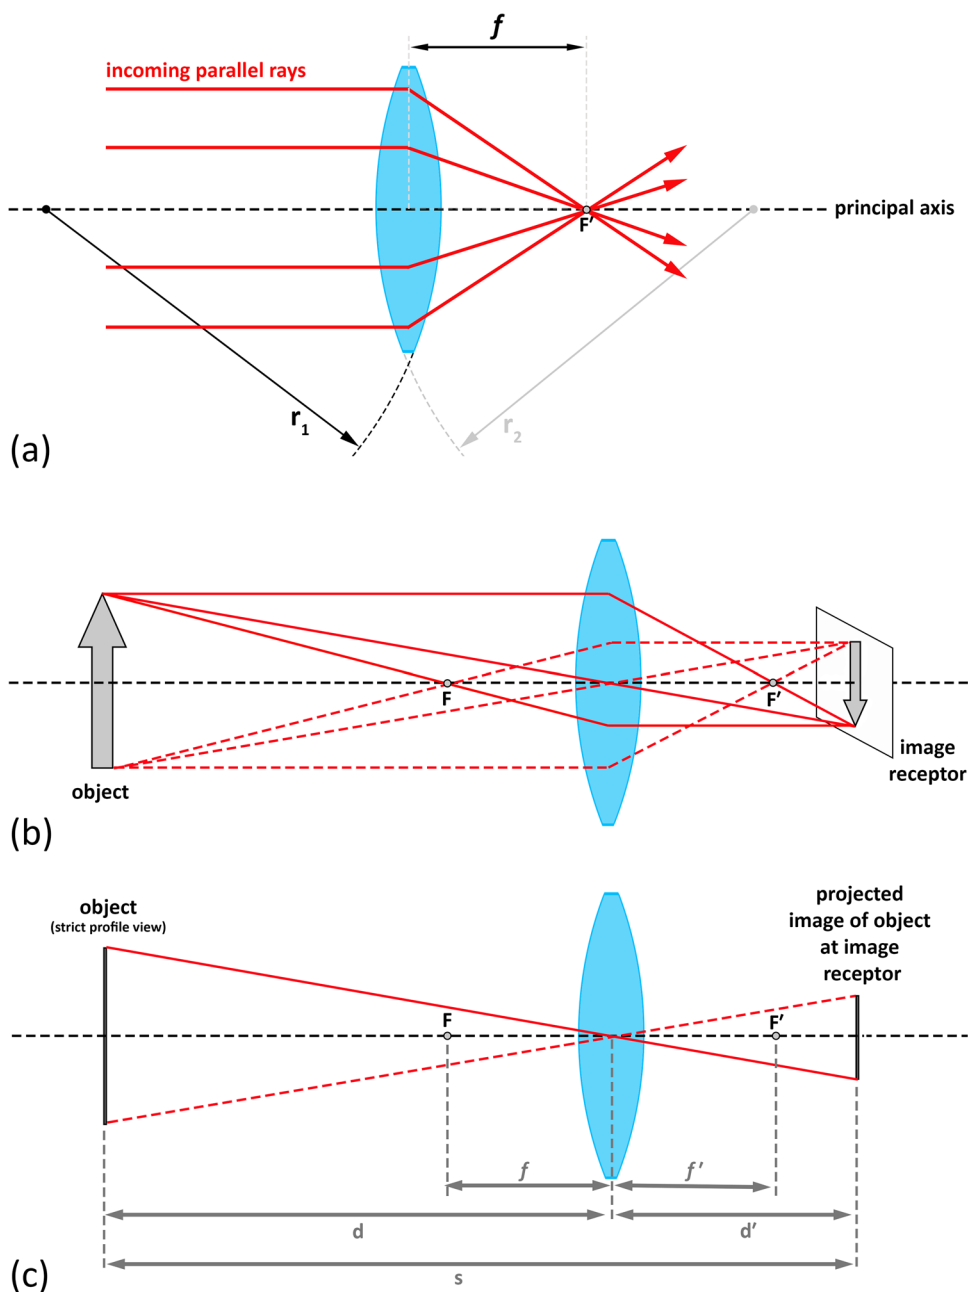 f
incoming parallel rays
F'
principal axis
r1
r2
(a)
F
F'
object
image
receptor
(b)
object
(strict profile view)
projected
image of object
at image
receptor
F
F'
f
f'
d
d'
s
(c)